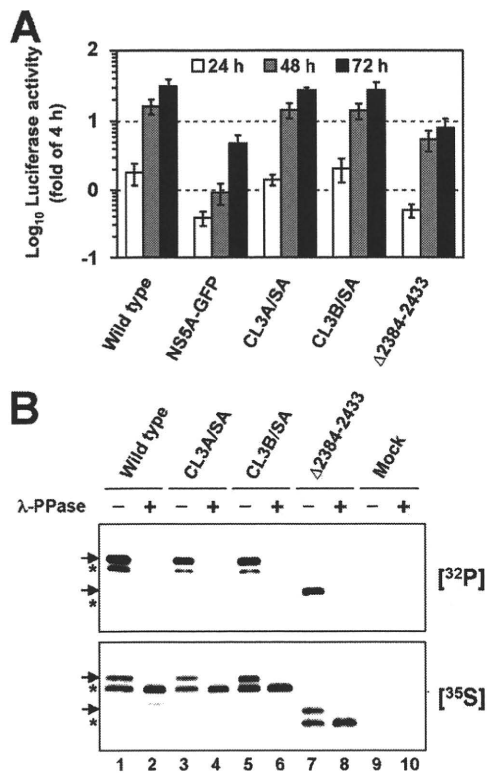 A
Log10 Luciferase activity
(fold of 4 h)
2
1
0
-1
24 h 48 h 72 h
Wild type
NS5A-GFP
CL3A/SA
CL3B/SA
Δ2384-2433
B
Wild type
CL3A/SA
CL3B/SA
Δ2384-2433
Mock
λ-PPase − + − + − + − + − +
*
*
[32P]
*
*
[35S]
1 2 3 4 5 6 7 8 9 10